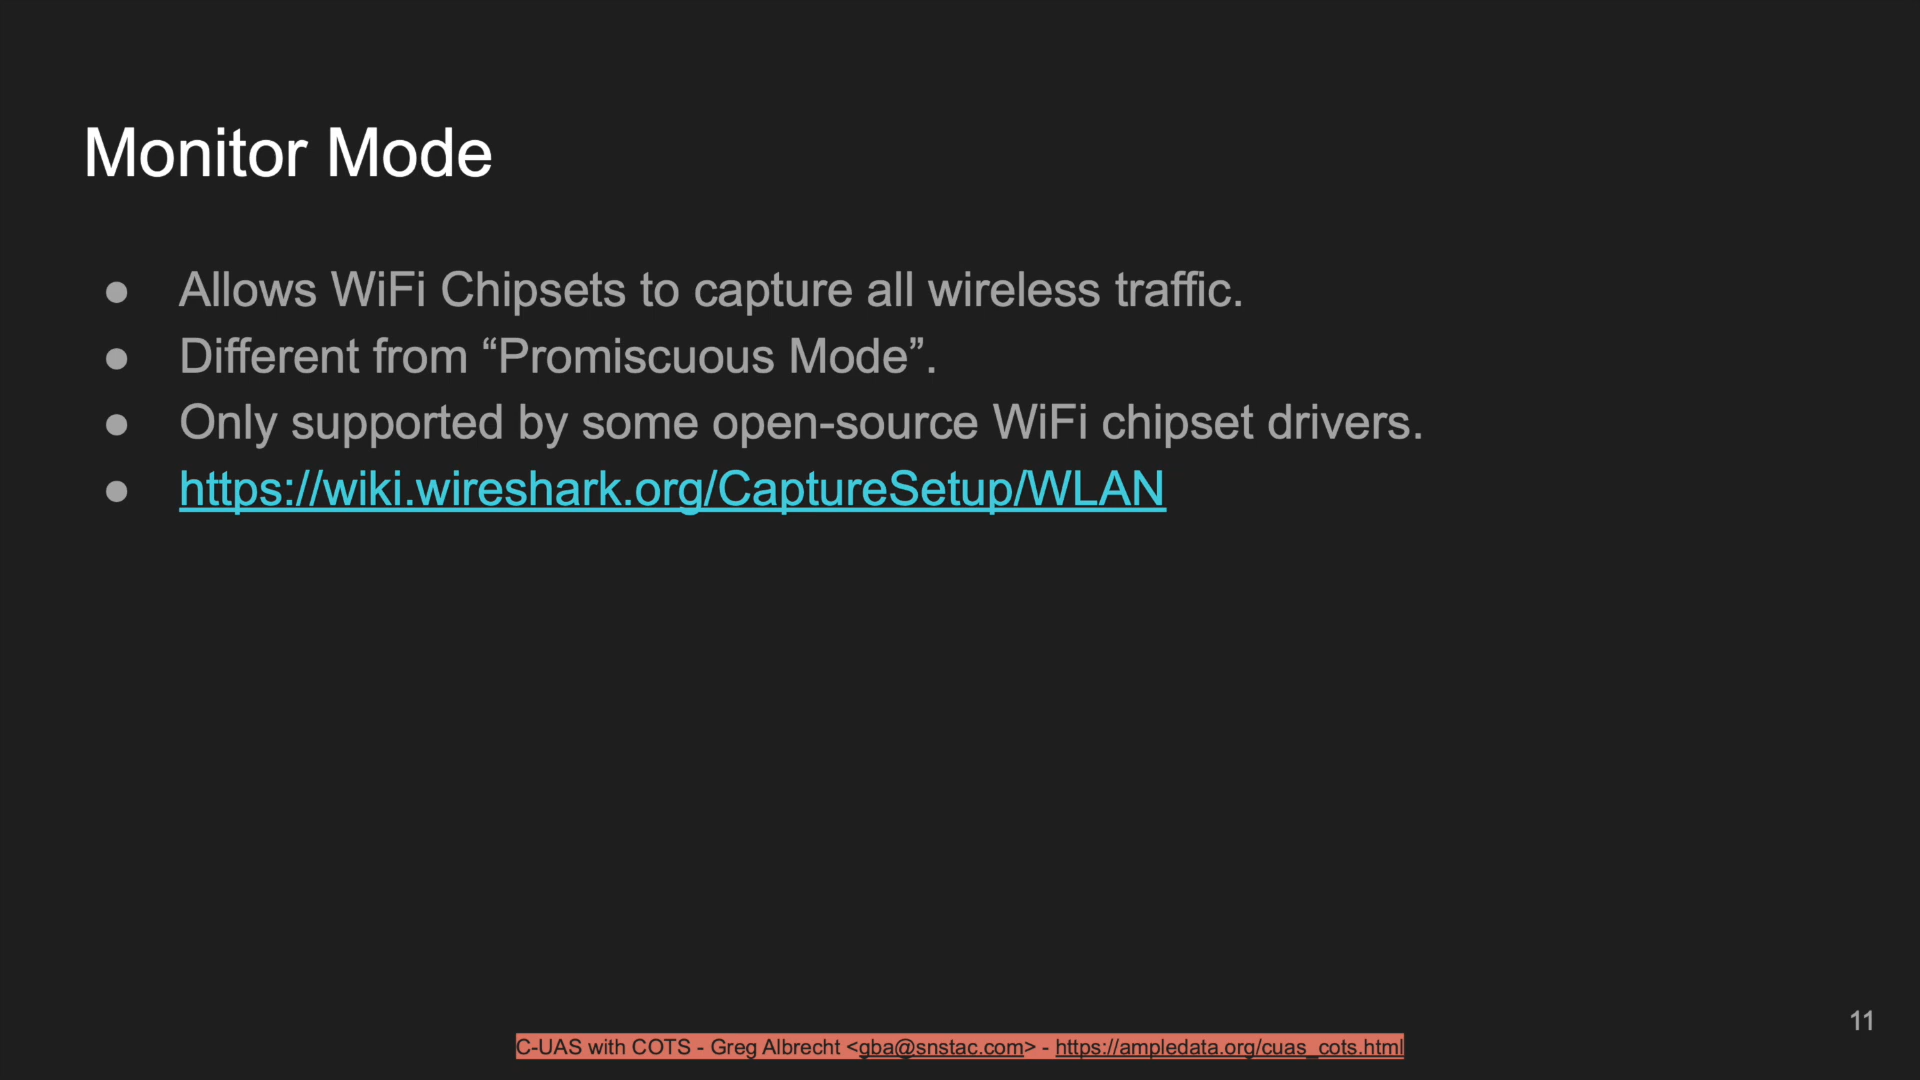 Monitor Mode
● Allows WiFi Chipsets to capture all wireless traffic.
● Different from “Promiscuous Mode”.
● Only supported by some open-source WiFi chipset drivers.
● https://wiki.wireshark.org/CaptureSetup/WLAN
11
C-UAS with COTS - Greg Albrecht <gba@snstac.com> - https://ampledata.org/cuas_cots.html